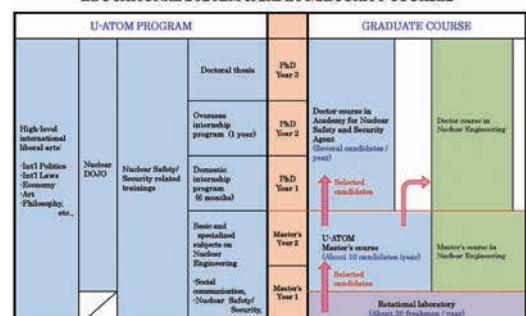 U-ATOM PROGRAM
GRADUATE COURSE
High-level
international
liberal arts
·Int'l Politics
·Int'l Laws
·Economy
·Art
·Philosophy,
etc.,
Nuclear
DOJO
Nuclear Safety/
Security related
trainings
Doctoral thesis
Overseas
internship
program (1 year)
Domestic
internship
program
(6 months)
Basic and
specialized
subjects on
Nuclear
Engineering
·Social
communication,
·Nuclear Safety/
Security,
PhD
Year 3
PhD
Year 2
PhD
Year 1
Master's
Year 2
Master's
Year 1
Doctor course in
Academy for Nuclear
Safety and Security
Agent
(Several candidates /
year)
Selected
candidates
U-ATOM
Master's course
(About 10 candidates /year)
Selected
candidates
Doctor course in
Nuclear Engineering
Master's course in
Nuclear Engineering
Rotational laboratory
(About 30 freshman / year)